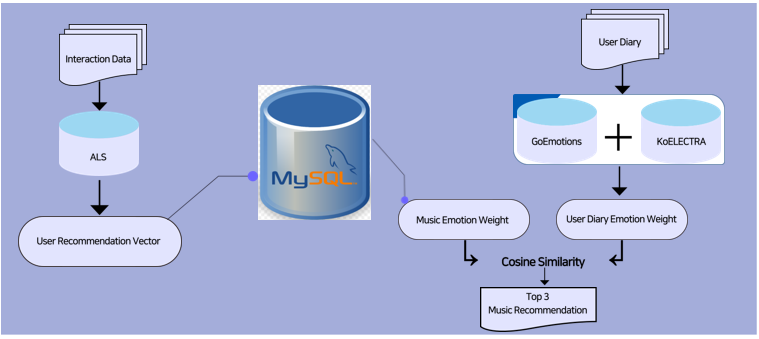 Interaction Data
ALS
User Recommendation Vector
MySQL
User Diary
GoEmotions
+
KoELECTRA
Music Emotion Weight
User Diary Emotion Weight
Cosine Similarity
Top 3
Music Recommendation